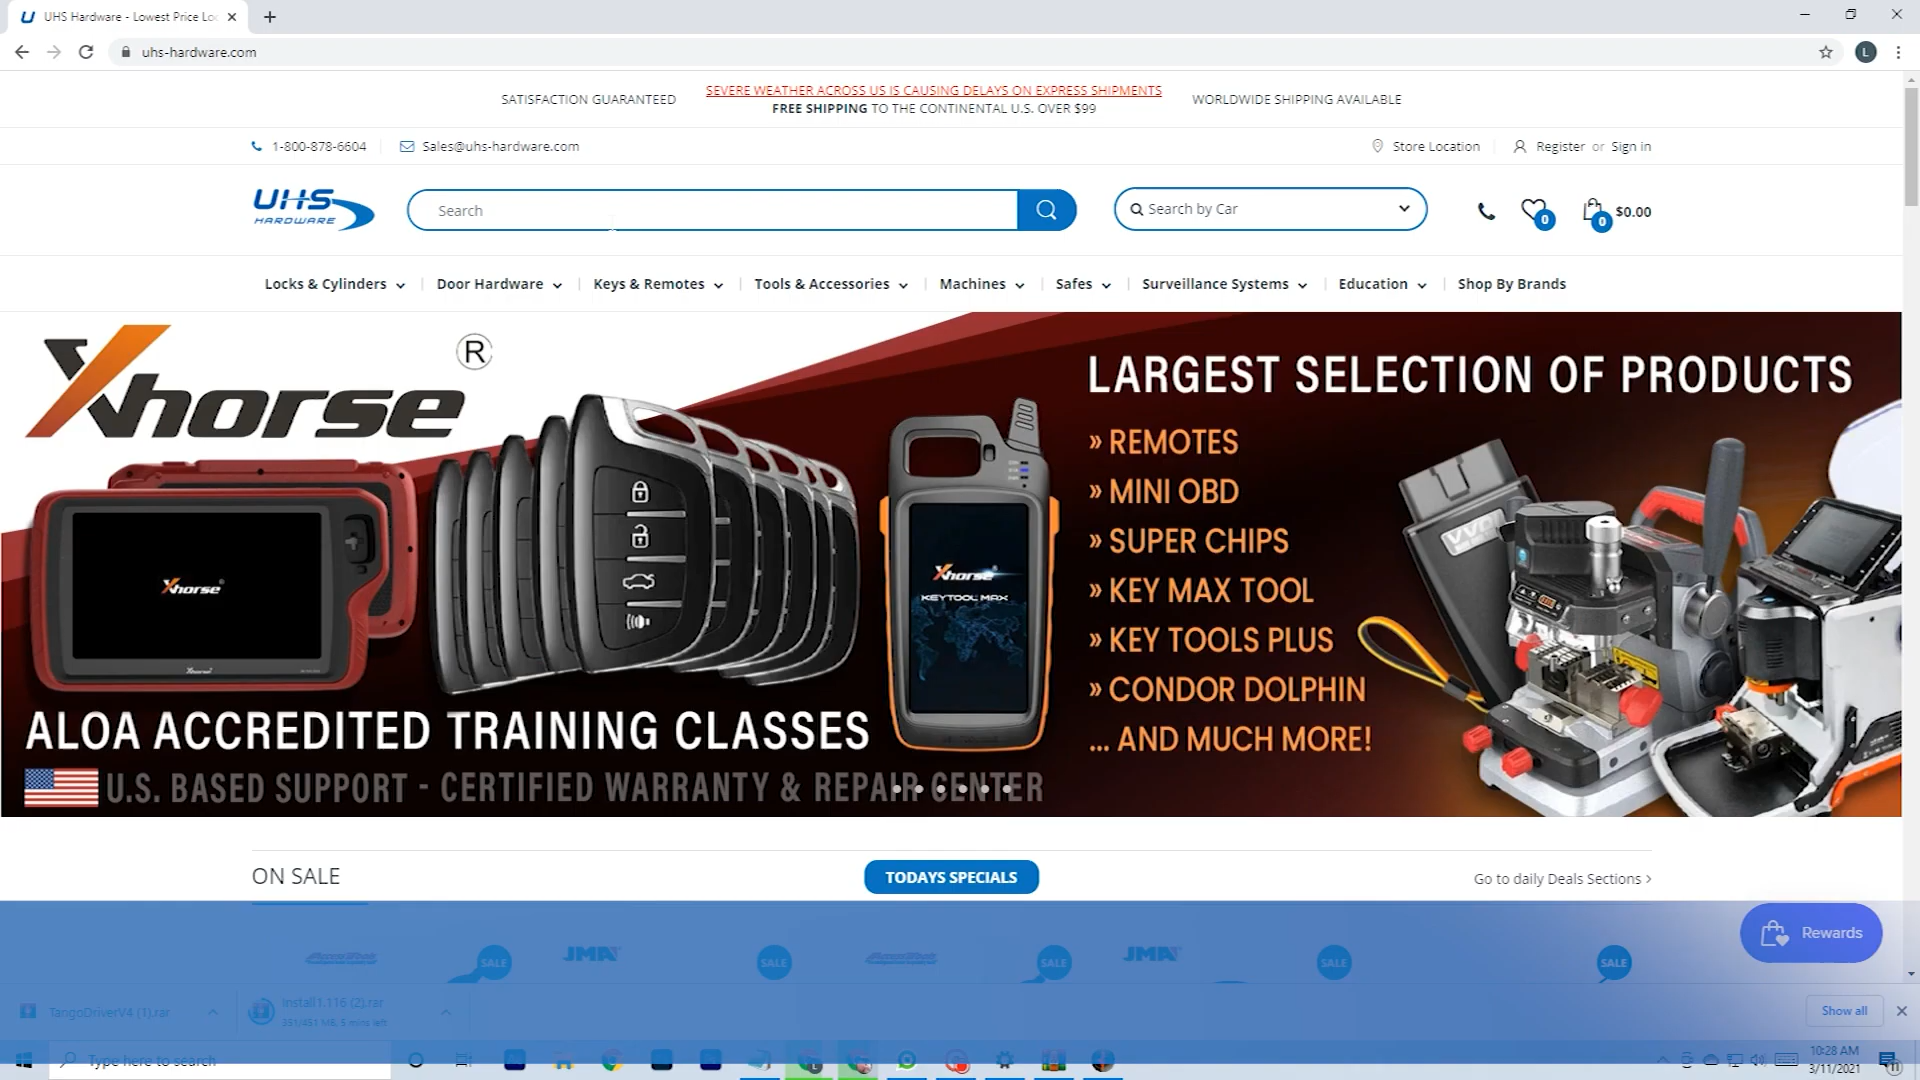 UHS Hardware - Lowest Price Loc
uhs-hardware.com
L
SATISFACTION GUARANTEED
SEVERE WEATHER ACROSS US IS CAUSING DELAYS ON EXPRESS SHIPMENTS
FREE SHIPPING TO THE CONTINENTAL U.S. OVER $99
WORLDWIDE SHIPPING AVAILABLE
1-800-878-6604
Sales@uhs-hardware.com
Store Location
Register or Sign in
UHS
HARDWARE
Search
Search by Car
0
0
$0.00
Locks & Cylinders
Door Hardware
Keys & Remotes
Tools & Accessories
Machines
Safes
Surveillance Systems
Education
Shop By Brands
Xhorse ®
Xhorse
Xhorse
KEYTOOL MAX
LARGEST SELECTION OF PRODUCTS
» REMOTES
» MINI OBD
» SUPER CHIPS
» KEY MAX TOOL
» KEY TOOLS PLUS
» CONDOR DOLPHIN
... AND MUCH MORE!
ALOA ACCREDITED TRAINING CLASSES
U.S. BASED SUPPORT - CERTIFIED WARRANTY & REPAIR CENTER
ON SALE
TODAYS SPECIALS
Go to daily Deals Sections >
JMA
SALE
SALE
JMA
SALE
SALE
SALE
Rewards
TangoDriverV4 (1).rar
Install1.116 (2).rar
351/451 MB, 5 mins left
Show all
Type here to search
10:28 AM
3/11/2021